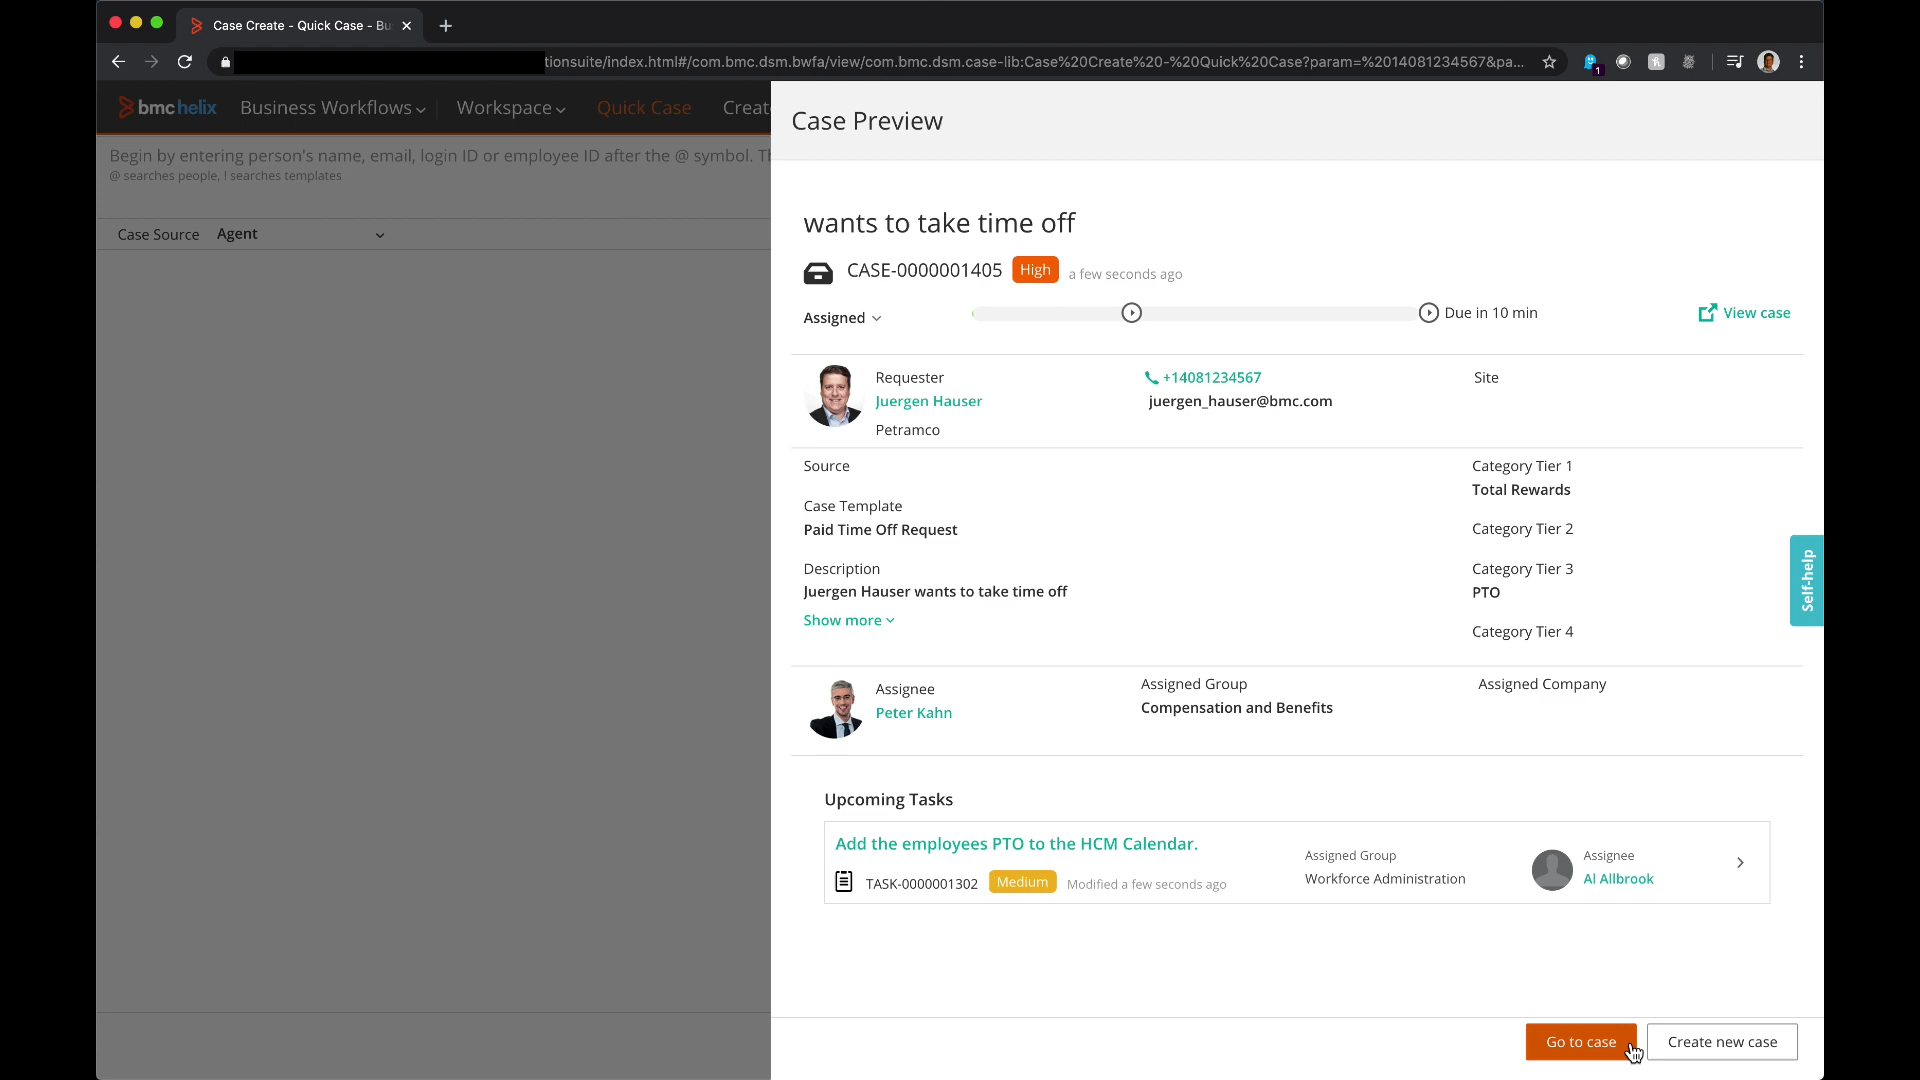 Case Create - Quick Case - Bu
tionsuite/index.html#/com.bmc.dsm.bwfa/view/com.bmc.dsm.case-lib:Case%20Create%20-%20Quick%20Case?param=%2014081234567&pa...
1
bmchelix Business Workflows Workspace Quick Case Creat
Begin by entering person's name, email, login ID or employee ID after the @ symbol. Th
@ searches people, ! searches templates
Case Source Agent
Case Preview
wants to take time off
CASE-0000001405 High a few seconds ago
Assigned Due in 10 min View case
Requester
Juergen Hauser
Petramco
+14081234567
juergen_hauser@bmc.com
Site
Source
Case Template
Paid Time Off Request
Description
Juergen Hauser wants to take time off
Show more
Category Tier 1
Total Rewards
Category Tier 2
Category Tier 3
PTO
Category Tier 4
Self-help
Assignee
Peter Kahn
Assigned Group
Compensation and Benefits
Assigned Company
Upcoming Tasks
Add the employees PTO to the HCM Calendar.
TASK-0000001302 Medium Modified a few seconds ago
Assigned Group
Workforce Administration
Assignee
Al Allbrook
Go to case Create new case